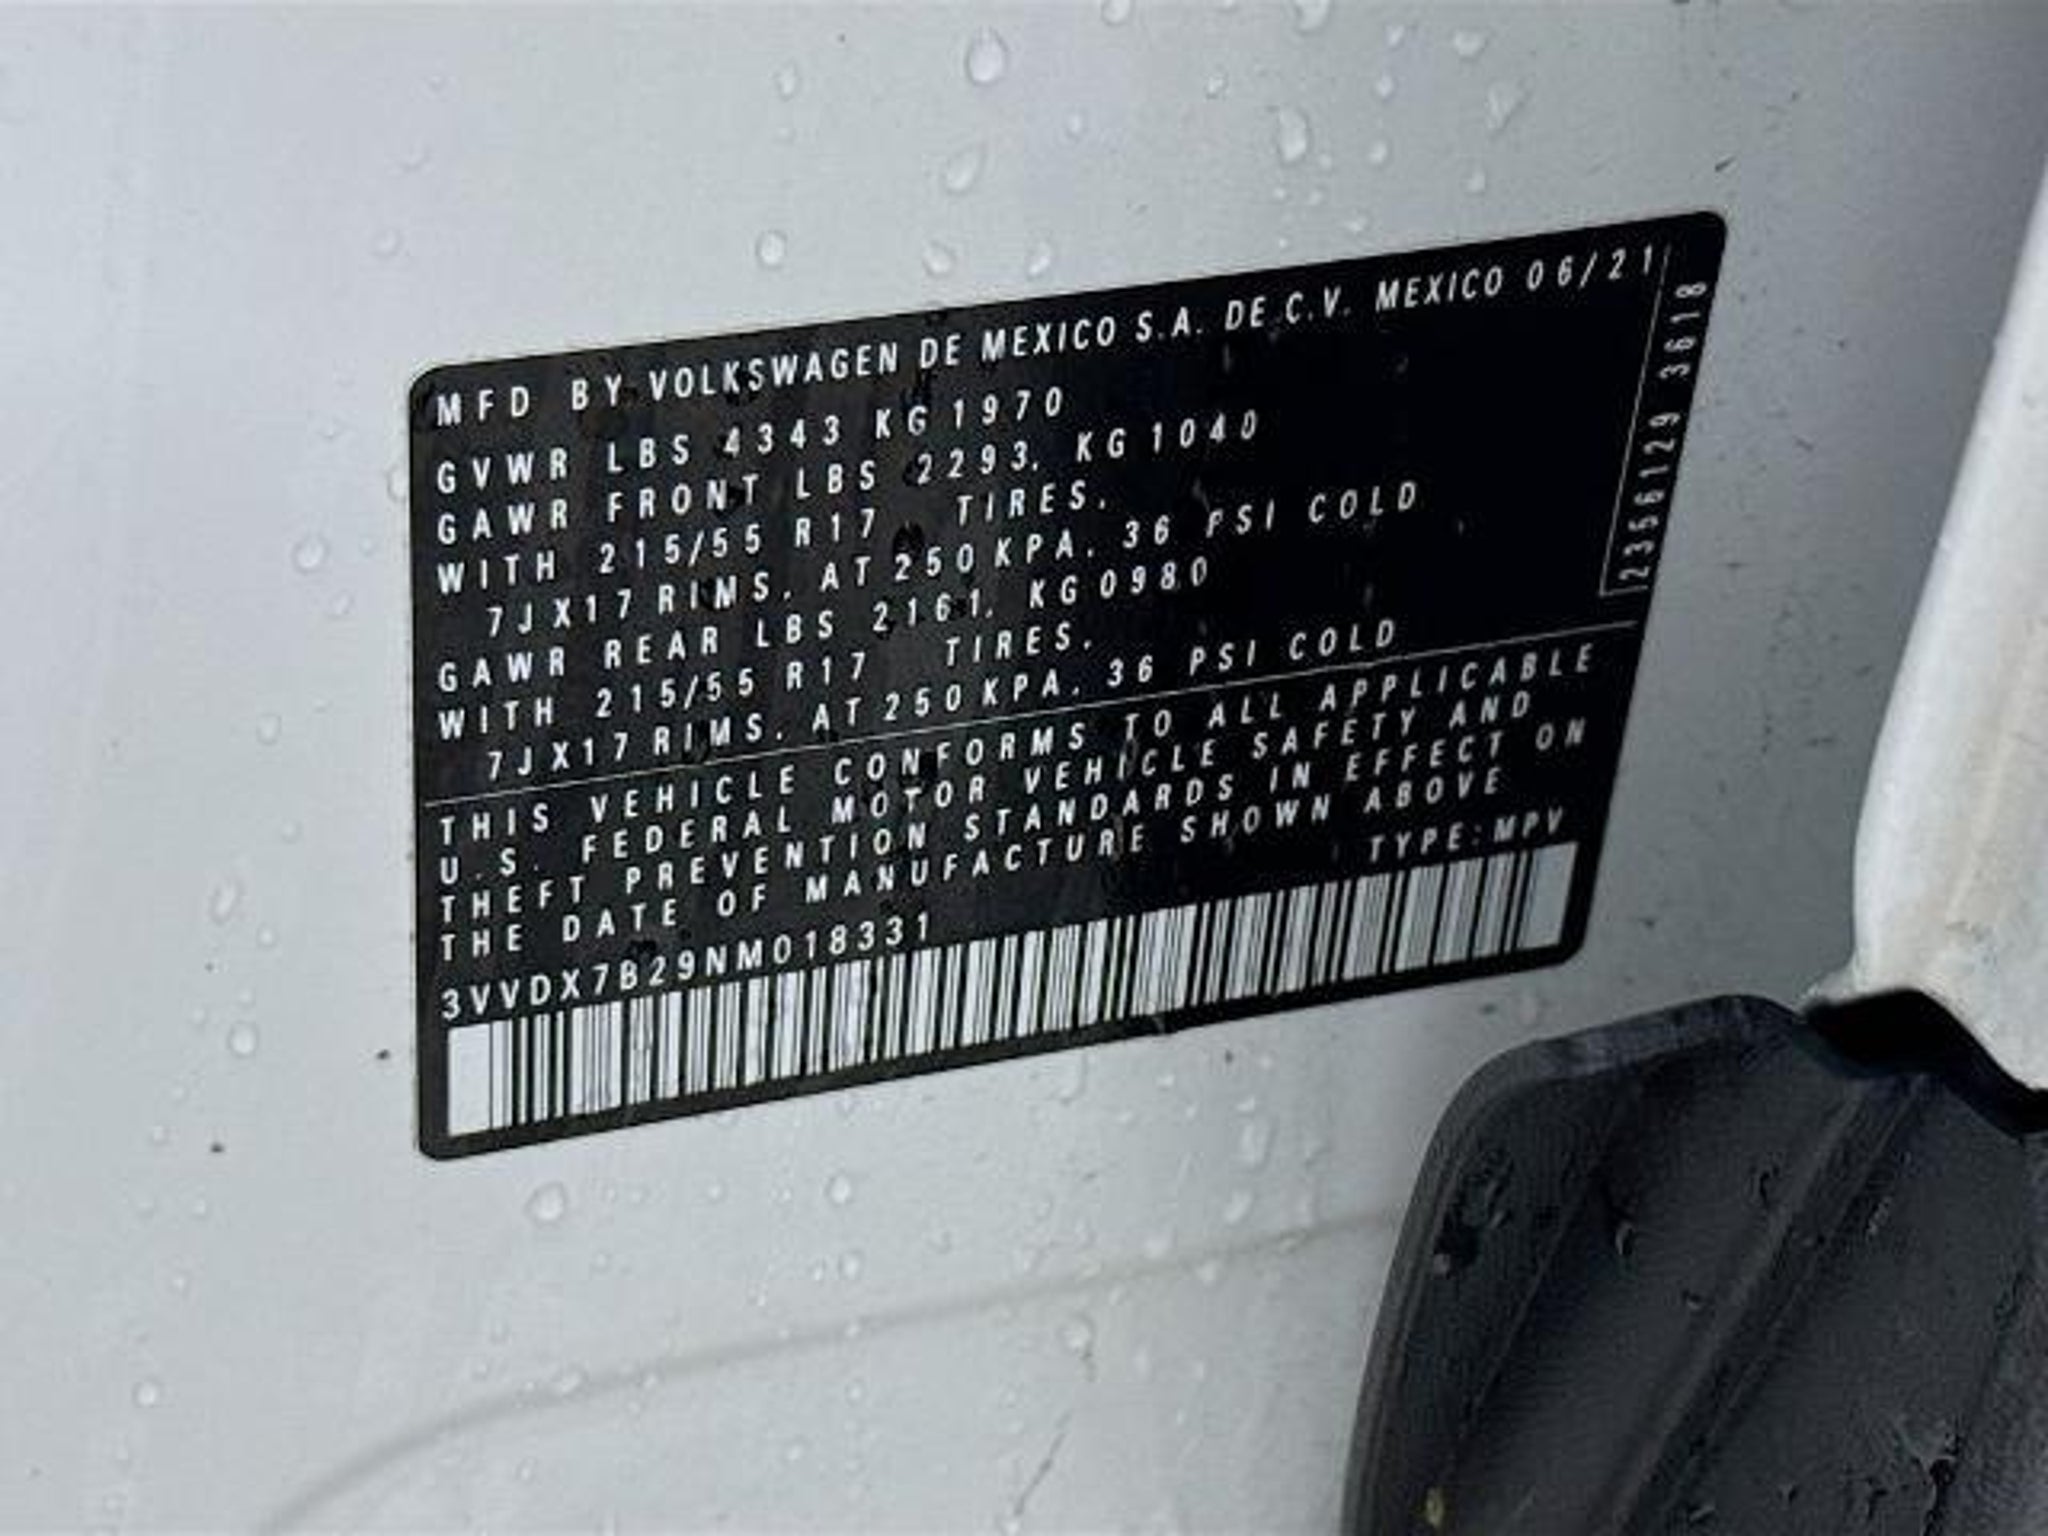 MFD BY VOLKSWAGEN DE MEXICO S.A. DE C.V. MEXICO 06/21
GVWR LBS 4343 KG 1970
GAWR FRONT LBS 2293. KG 1040
WITH 215/55 R17 TIRES.
7JX17 RIMS. AT 250 KPA. 36 PSI COLD
GAWR REAR LBS 2161. KG 0980
WITH 215/55 R17 TIRES.
7JX17 RIMS. AT 250 KPA. 36 PSI COLD
THIS VEHICLE CONFORMS TO ALL APPLICABLE
U.S. FEDERAL MOTOR VEHICLE SAFETY AND
THEFT PREVENTION STANDARDS IN EFFECT ON
THE DATE OF MANUFACTURE SHOWN ABOVE
TYPE:MPV
3VVDX7B29NM018331
2356129 3618